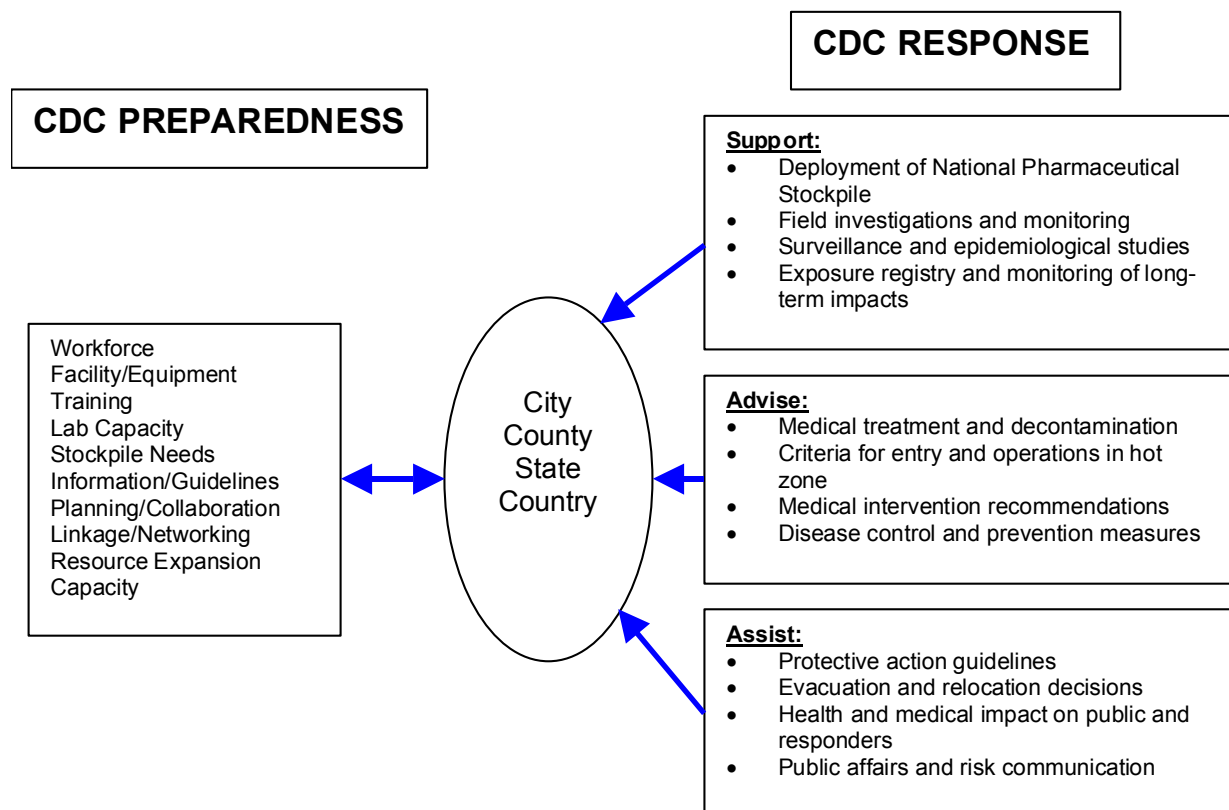 CDC PREPAREDNESS
Workforce
Facility/Equipment
Training
Lab Capacity
Stockpile Needs
Information/Guidelines
Planning/Collaboration
Linkage/Networking
Resource Expansion
Capacity
City
County
State
Country
CDC RESPONSE
Support:
• Deployment of National Pharmaceutical
Stockpile
• Field investigations and monitoring
• Surveillance and epidemiological studies
• Exposure registry and monitoring of long-
term impacts
Advise:
• Medical treatment and decontamination
• Criteria for entry and operations in hot
zone
• Medical intervention recommendations
• Disease control and prevention measures
Assist:
• Protective action guidelines
• Evacuation and relocation decisions
• Health and medical impact on public and
responders
• Public affairs and risk communication